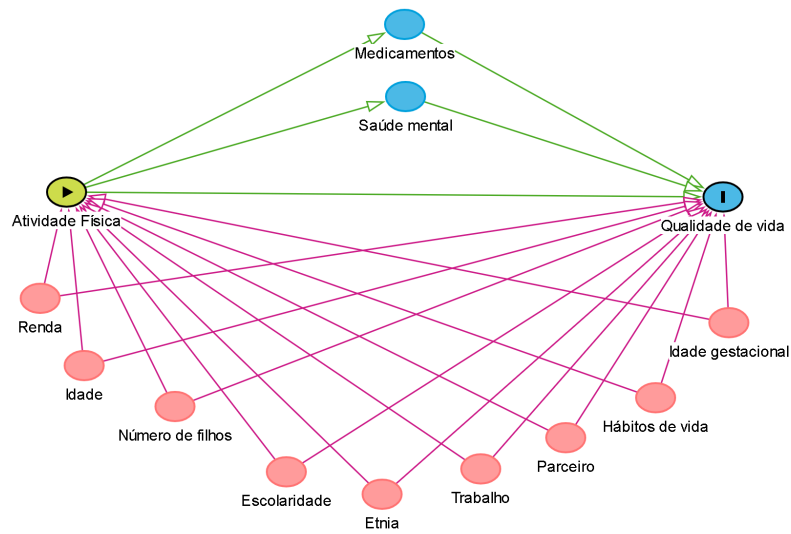 Medicamentos
Saúde mental
Atividade Física
Qualidade de vida
Renda
Idade gestacional
Idade
Hábitos de vida
Número de filhos
Parceiro
Escolaridade
Trabalho
Etnia